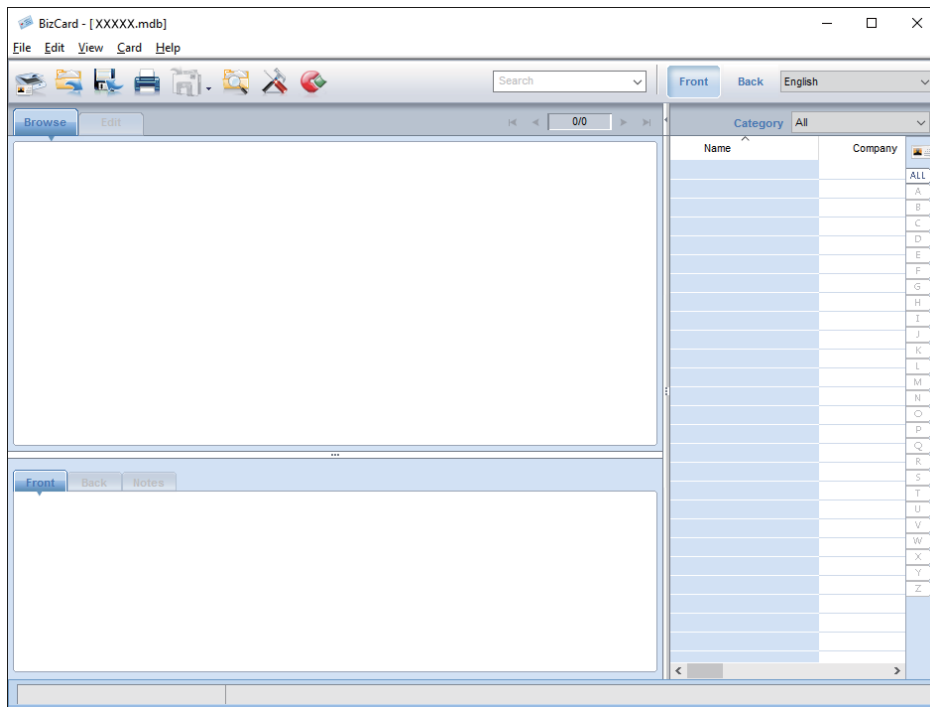 BizCard - [ XXXXX.mdb]
File Edit View Card Help
Search
Front Back English
Browse Edit 0/0
Category All
Name Company
ALL
A
B
C
D
E
F
G
H
I
J
K
L
M
N
O
P
Q
R
S
T
U
V
W
X
Y
Z
Front Back Notes